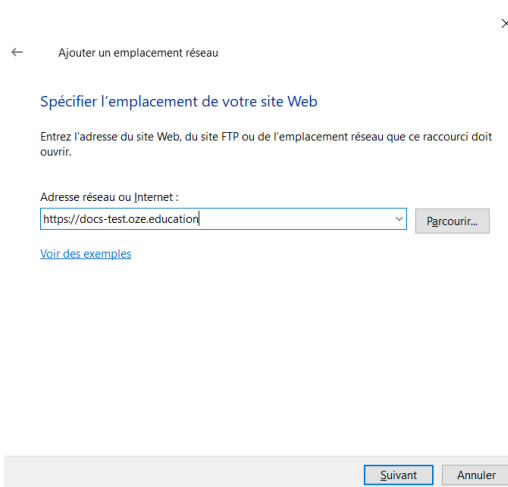 Ajouter un emplacement réseau
Spécifier l'emplacement de votre site Web
Entrez l'adresse du site Web, du site FTP ou de l'emplacement réseau que ce raccourci doit
ouvrir.
Adresse réseau ou Internet :
https://docs-test.oze.education
Parcourir...
Voir des exemples
Suivant
Annuler